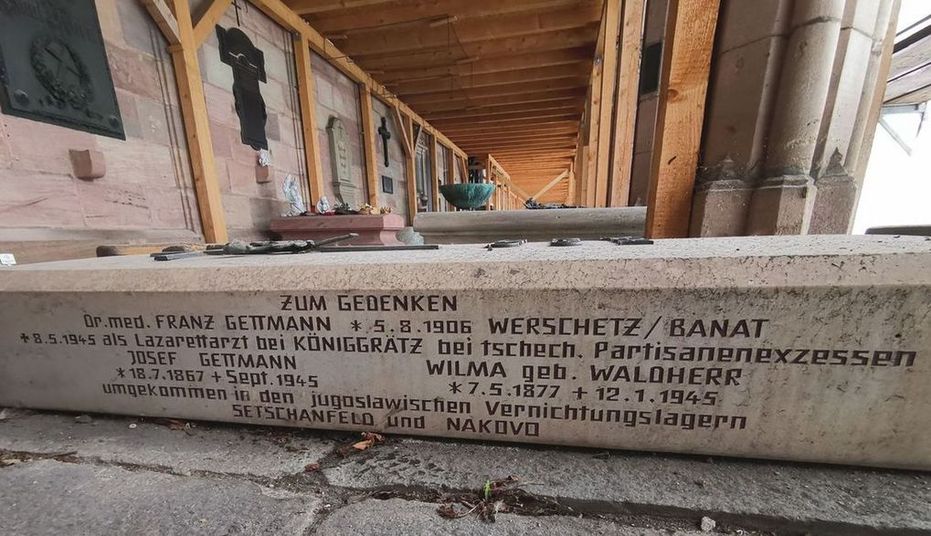 ZUM GEDENKEN
Dr. med. FRANZ GETTMANN * 5. 8. 1906 WERSCHETZ/BANAT
* 8.5.1945 als Lazarettarzt bei KÖNIGGRÄTZ bei tschech. Partisanenexzessen
JOSEF GETTMANN WILMA geb. WALDHERR
* 18.7.1867 + Sept. 1945 * 7.5.1877 + 12.1.1945
umgekommen in den jugoslawischen Vernichtungslagern
SETSCHANFELD und NAKOVO